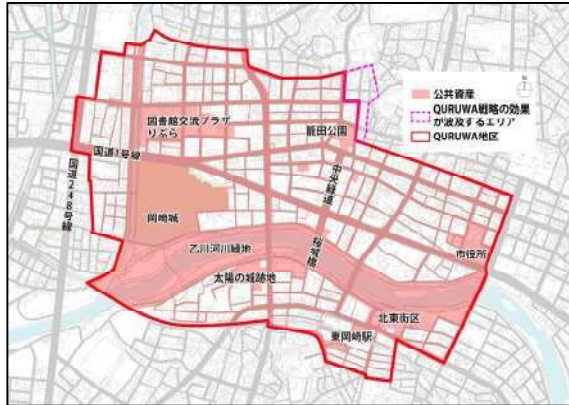 公共資産
QURUWA戦略の効果
が波及するエリア
QURUWA地区
図書館交流プラザ
りぶら
籠田公園
国道1号線
中央緑道
国道248号線
岡崎城
市役所
乙川河川緑地
桜城橋
太陽の城跡地
北東街区
東岡崎駅